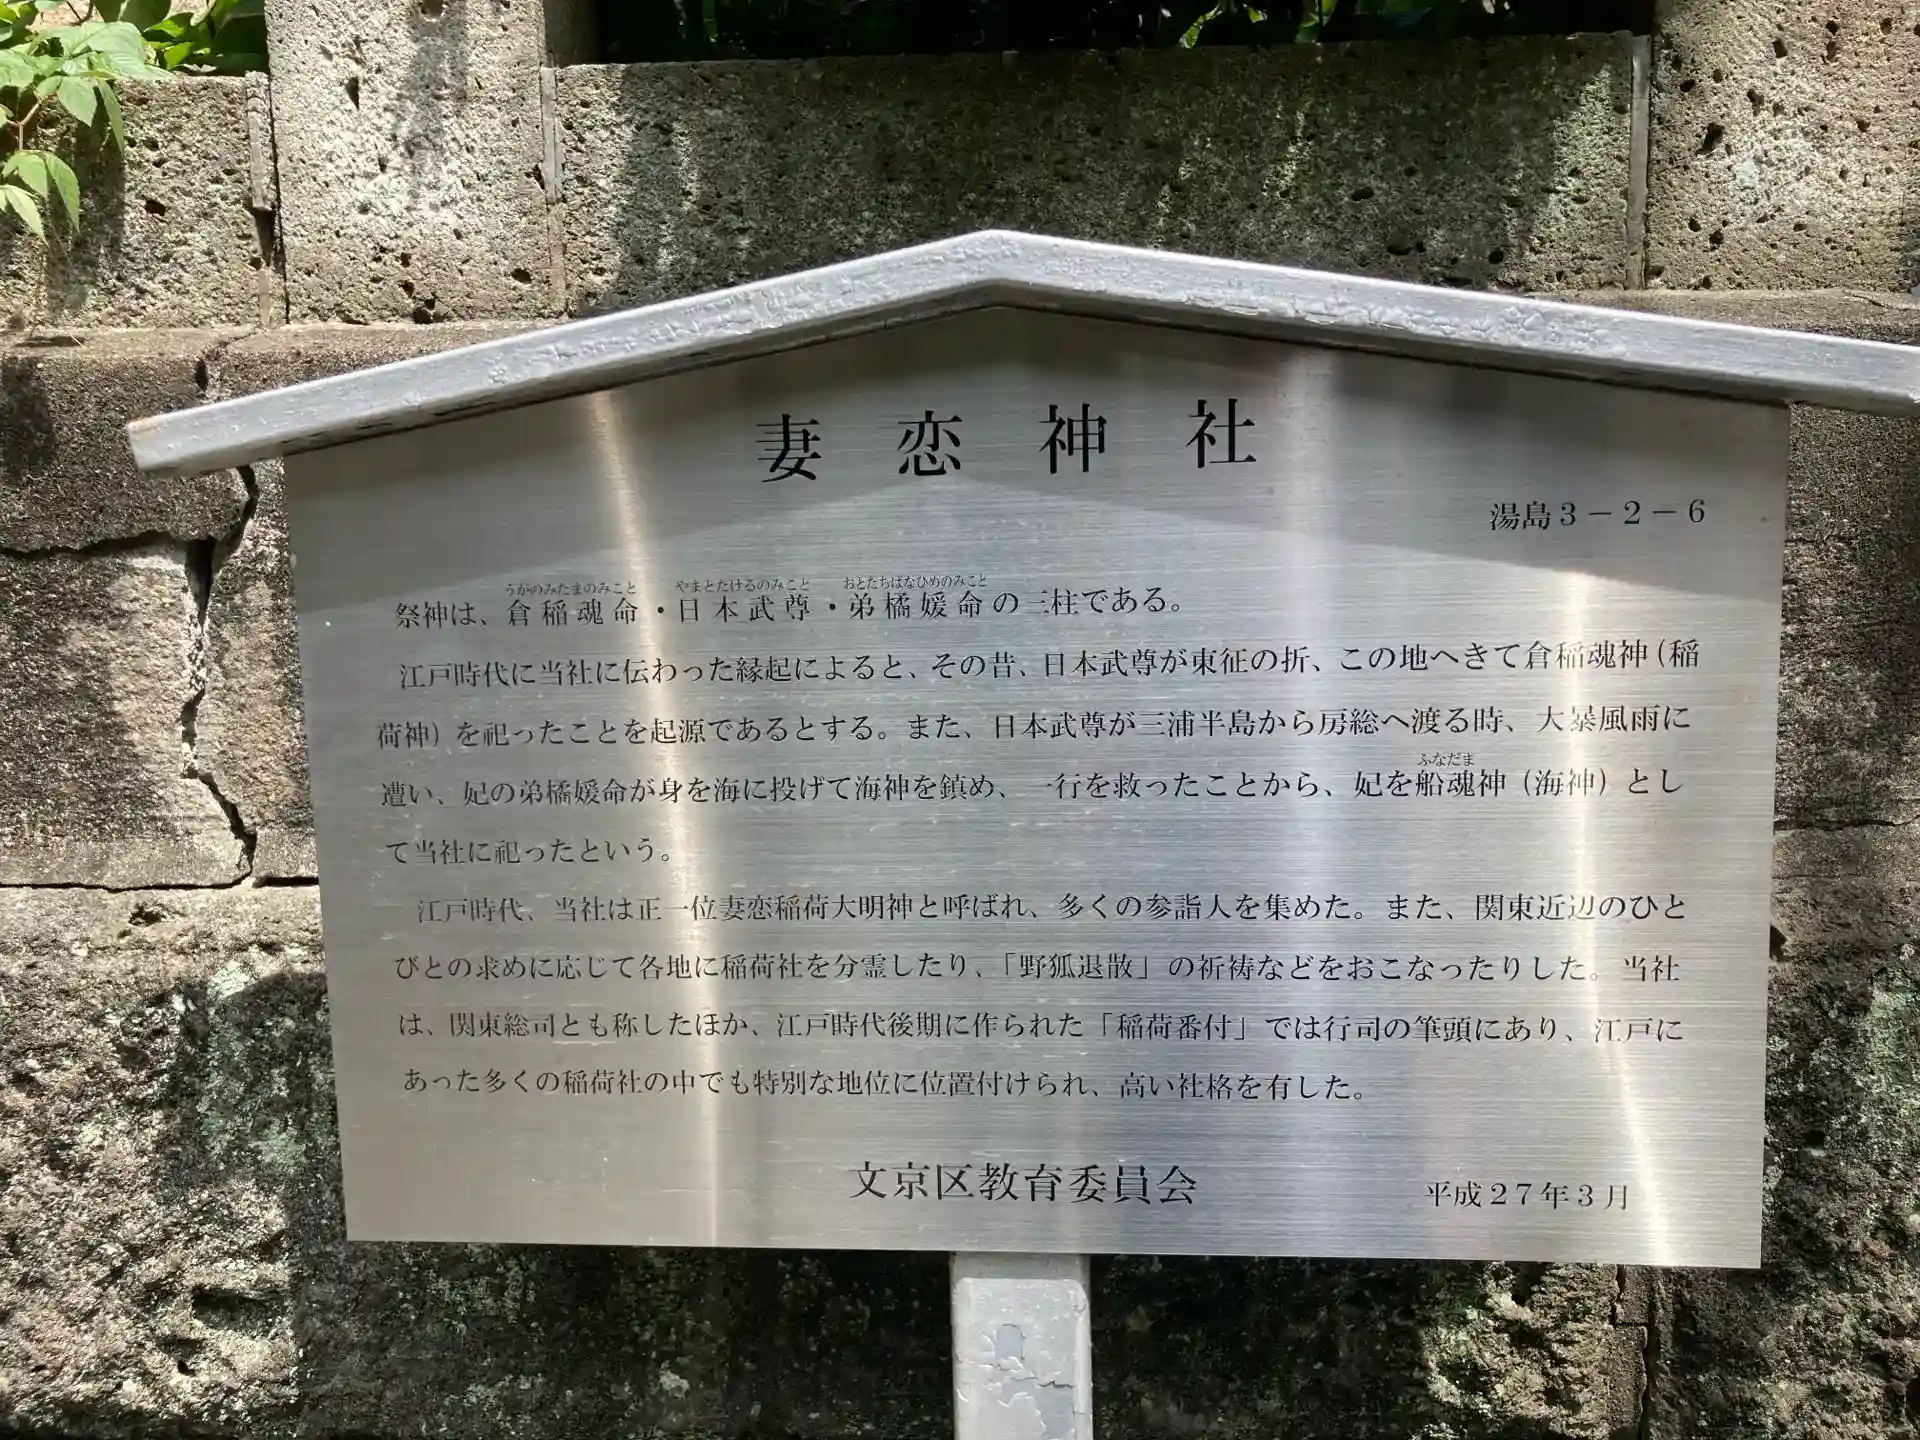 妻恋神社
湯島３－２－６
うがのみたまのみこと やまとたけるのみこと おとたちばなひめのみこと
祭神は、倉稲魂命・日本武尊・弟橘媛命の三柱である。
江戸時代に当社に伝わった縁起によると、その昔、日本武尊が東征の折、この地へきて倉稲魂神（稲
荷神）を祀ったことを起源であるとする。また、日本武尊が三浦半島から房総へ渡る時、大暴風雨に
ふなだま
遭い、妃の弟橘媛命が身を海に投げて海神を鎮め、一行を救ったことから、妃を船魂神（海神）とし
て当社に祀ったという。
江戸時代、当社は正一位妻恋稲荷大明神と呼ばれ、多くの参詣人を集めた。また、関東近辺のひと
びとの求めに応じて各地に稲荷社を分霊したり、「野狐退散」の祈祷などをおこなったりした。当社
は、関東総司とも称したほか、江戸時代後期に作られた「稲荷番付」では行司の筆頭にあり、江戸に
あった多くの稲荷社の中でも特別な地位に位置付けられ、高い社格を有した。
文京区教育委員会
平成２７年３月